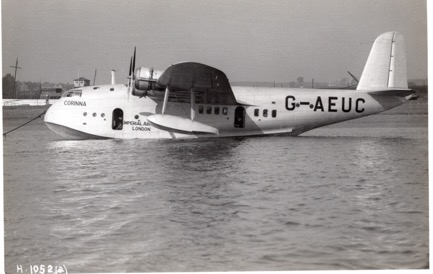 CORINNA
G-AEUC
IMPERIAL AIRWAYS
LONDON
H.1052(a)